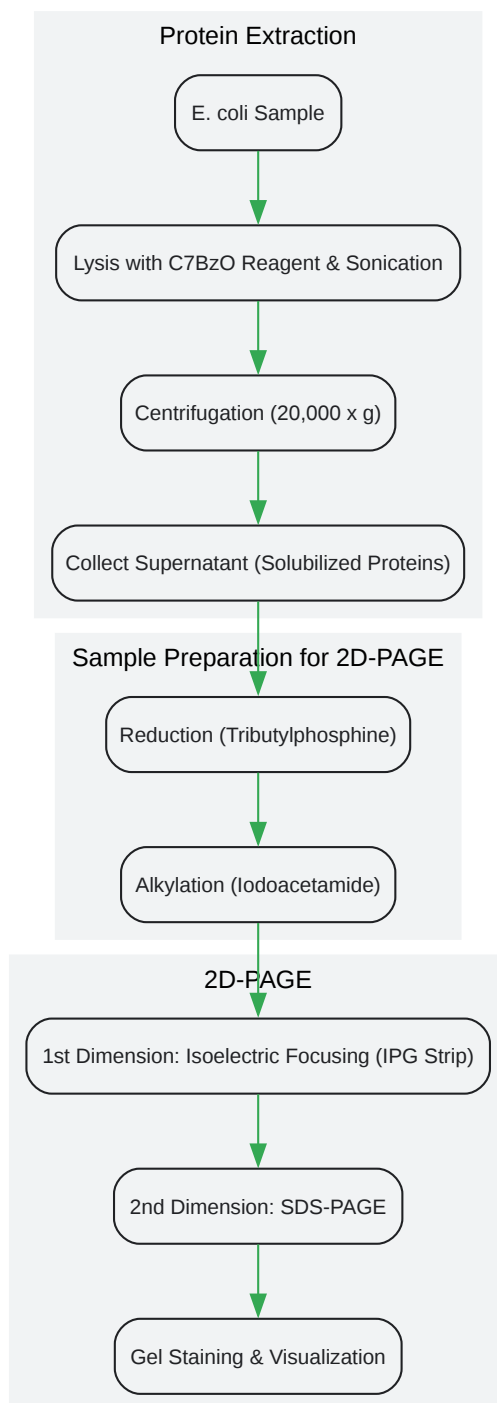 Protein Extraction
E. coli Sample
Lysis with C7BzO Reagent & Sonication
Centrifugation (20,000 x g)
Collect Supernatant (Solubilized Proteins)
Sample Preparation for 2D-PAGE
Reduction (Tributylphosphine)
Alkylation (Iodoacetamide)
2D-PAGE
1st Dimension: Isoelectric Focusing (IPG Strip)
2nd Dimension: SDS-PAGE
Gel Staining & Visualization